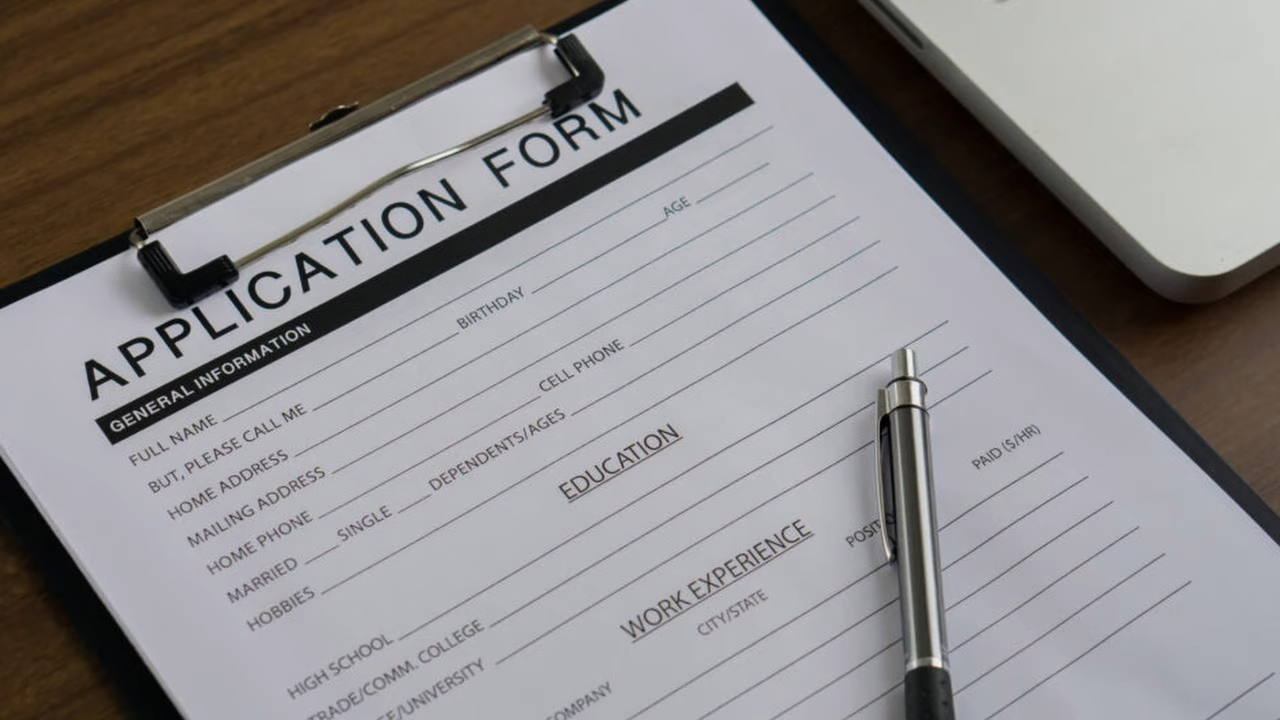 APPLICATION FORM
GENERAL INFORMATION
FULL NAME
BUT, PLEASE CALL ME BIRTHDAY AGE
HOME ADDRESS
MAILING ADDRESS
HOME PHONE CELL PHONE
MARRIED SINGLE DEPENDENTS/AGES
HOBBIES
EDUCATION
HIGH SCHOOL
TRADE/COMM. COLLEGE
WORK EXPERIENCE
CITY/STATE PAID ($/HR)